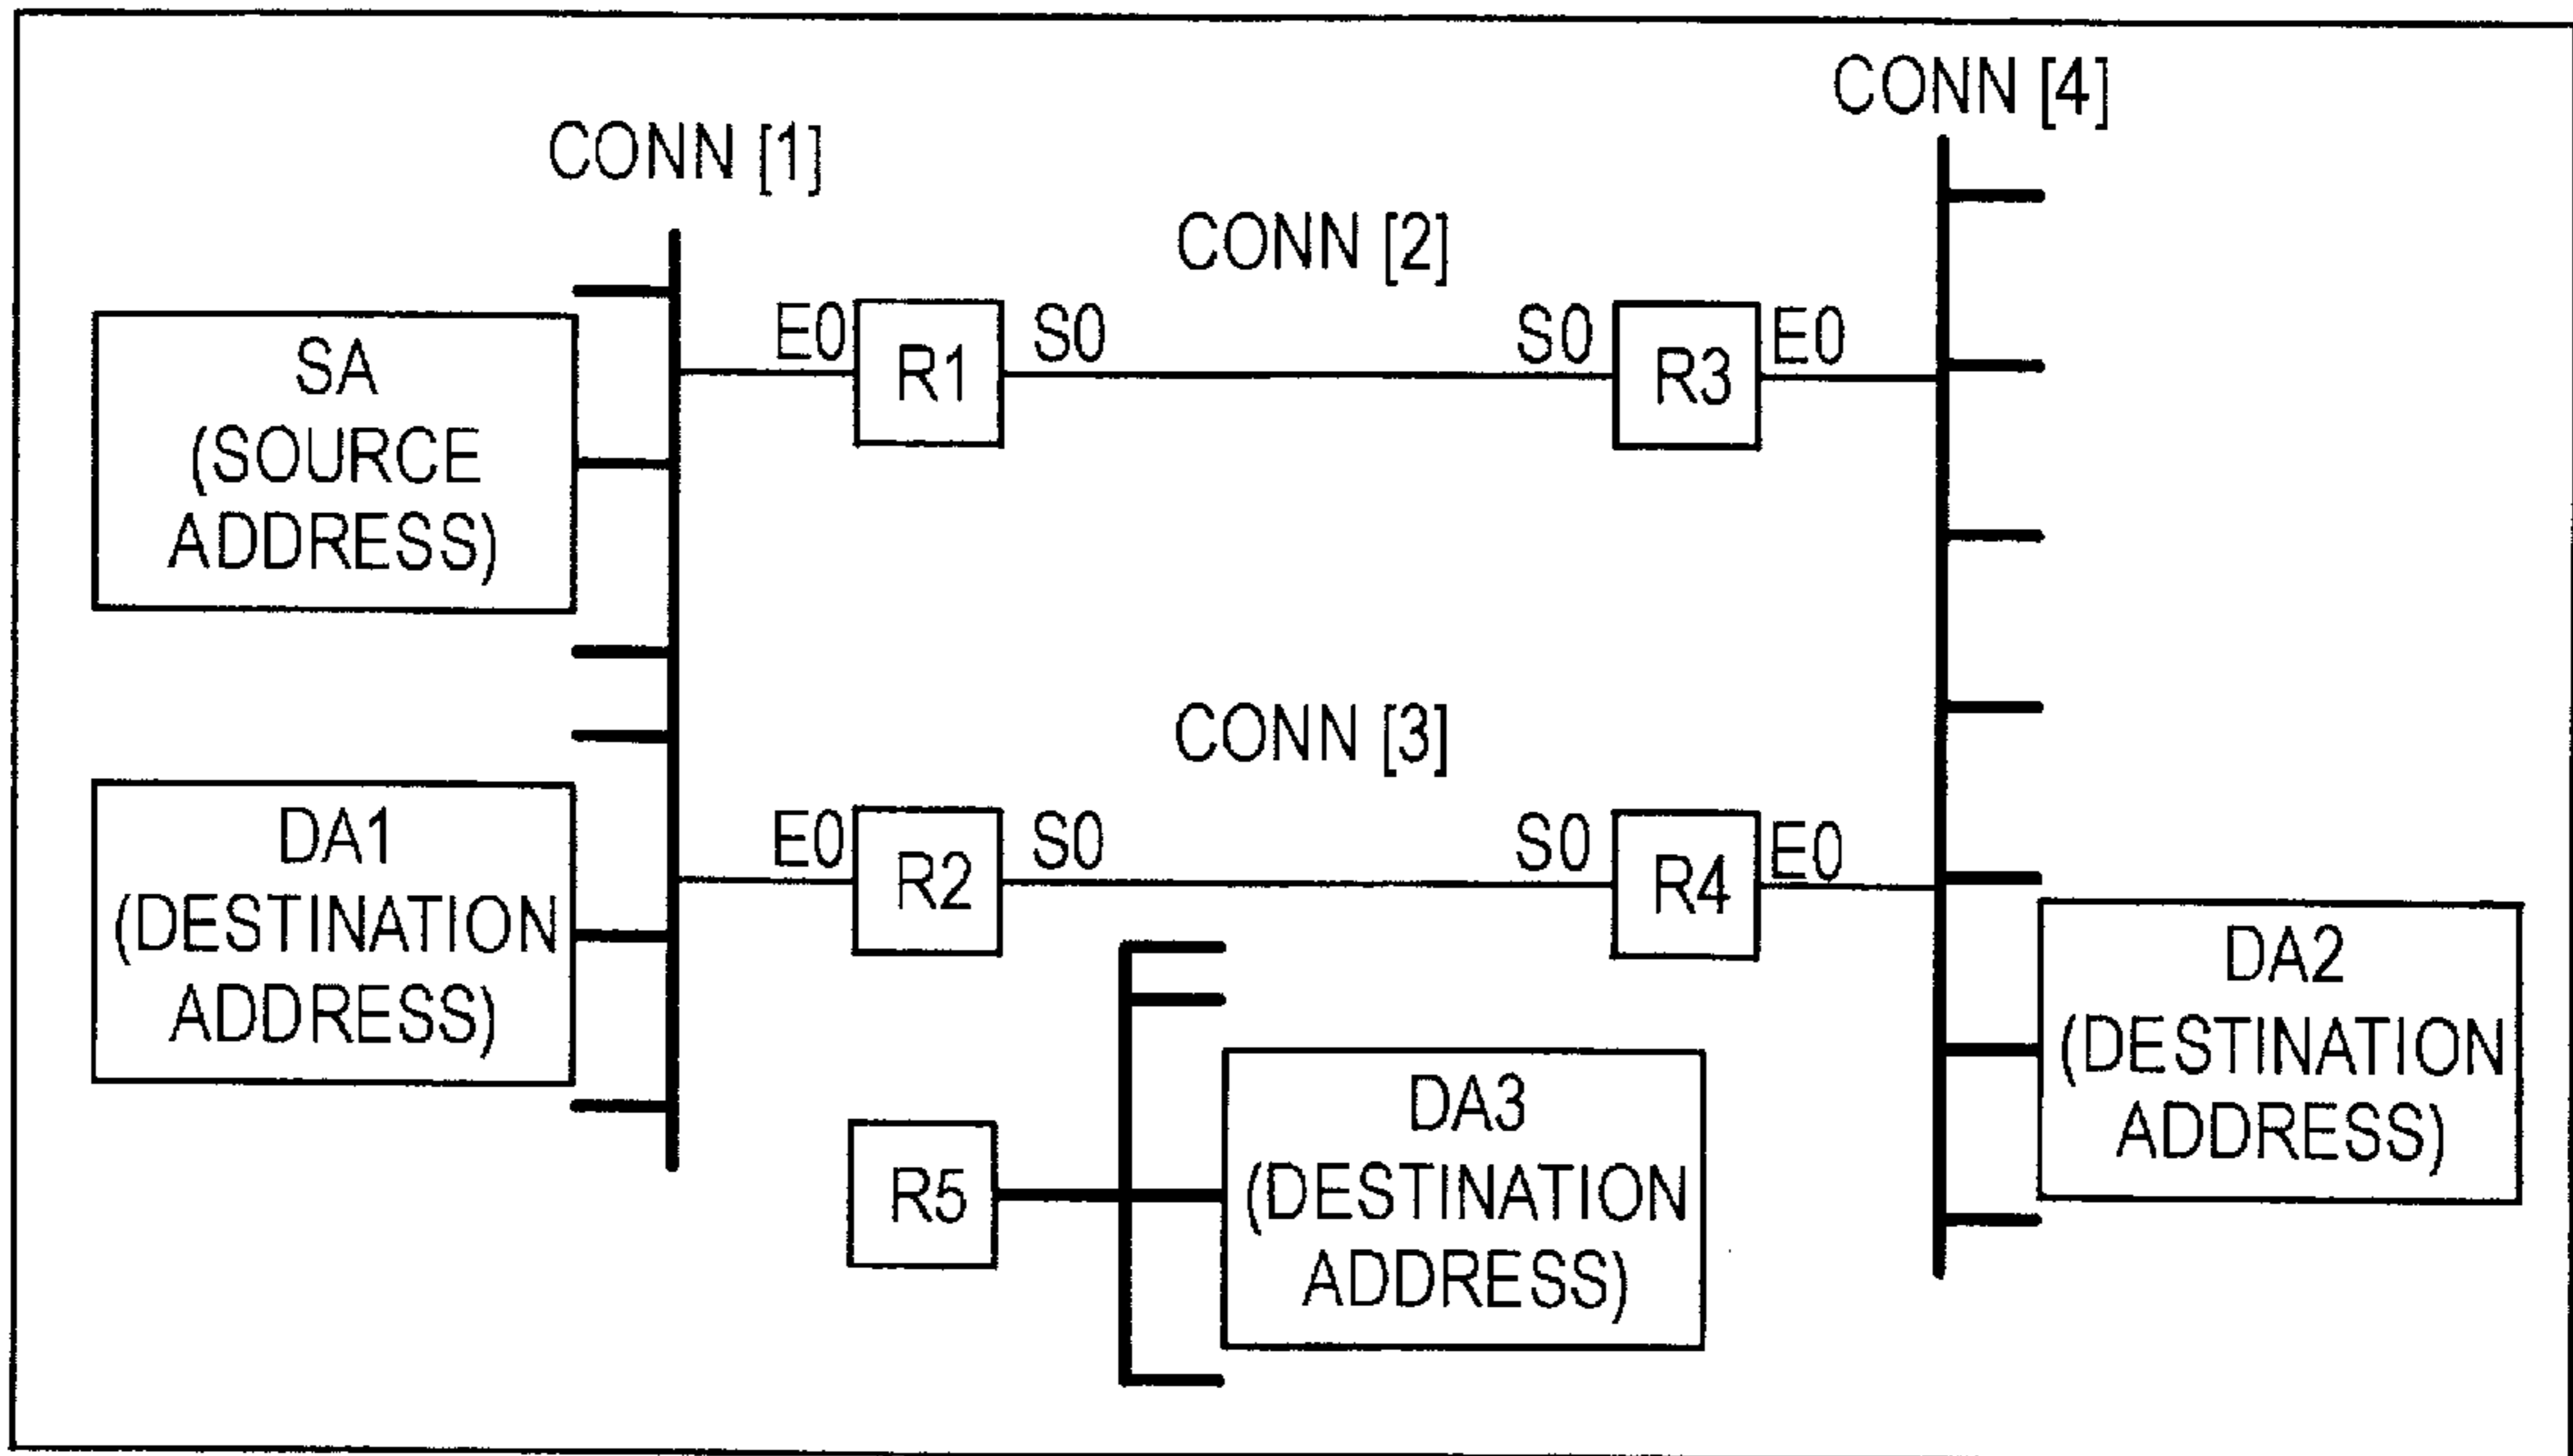 CONN [4]
CONN [1]
CONN [2]
E0 R1 S0
S0 R3 E0
SA
(SOURCE
ADDRESS)
CONN [3]
E0 R2 S0
S0 R4 E0
DA1
(DESTINATION
ADDRESS)
DA2
(DESTINATION
ADDRESS)
R5
DA3
(DESTINATION
ADDRESS)